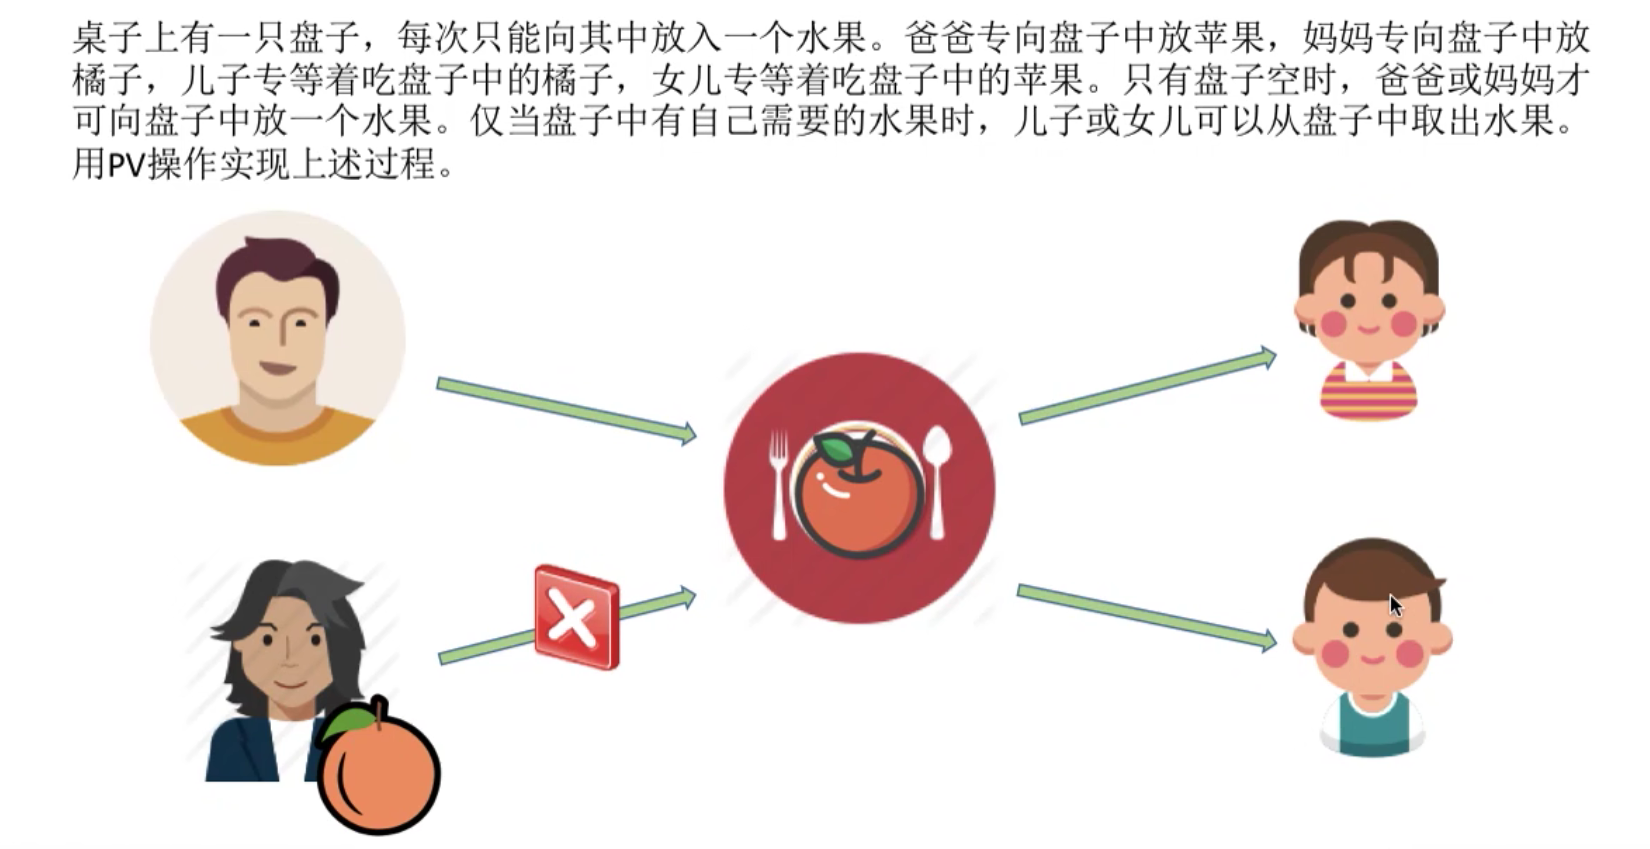 桌子上有一只盘子，每次只能向其中放入一个水果。爸爸专向盘子中放苹果，妈妈专向盘子中放
橘子，儿子专等着吃盘子中的橘子，女儿专等着吃盘子中的苹果。只有盘子空时，爸爸或妈妈才
可向盘子中放一个水果。仅当盘子中有自己需要的水果时，儿子或女儿可以从盘子中取出水果。
用PV操作实现上述过程。